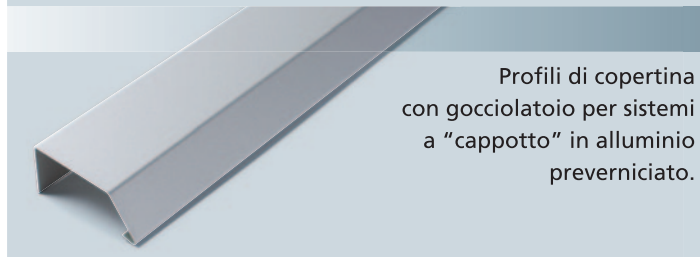 Profili di copertina
con gocciolatoio per sistemi
a “cappotto” in alluminio
preverniciato.